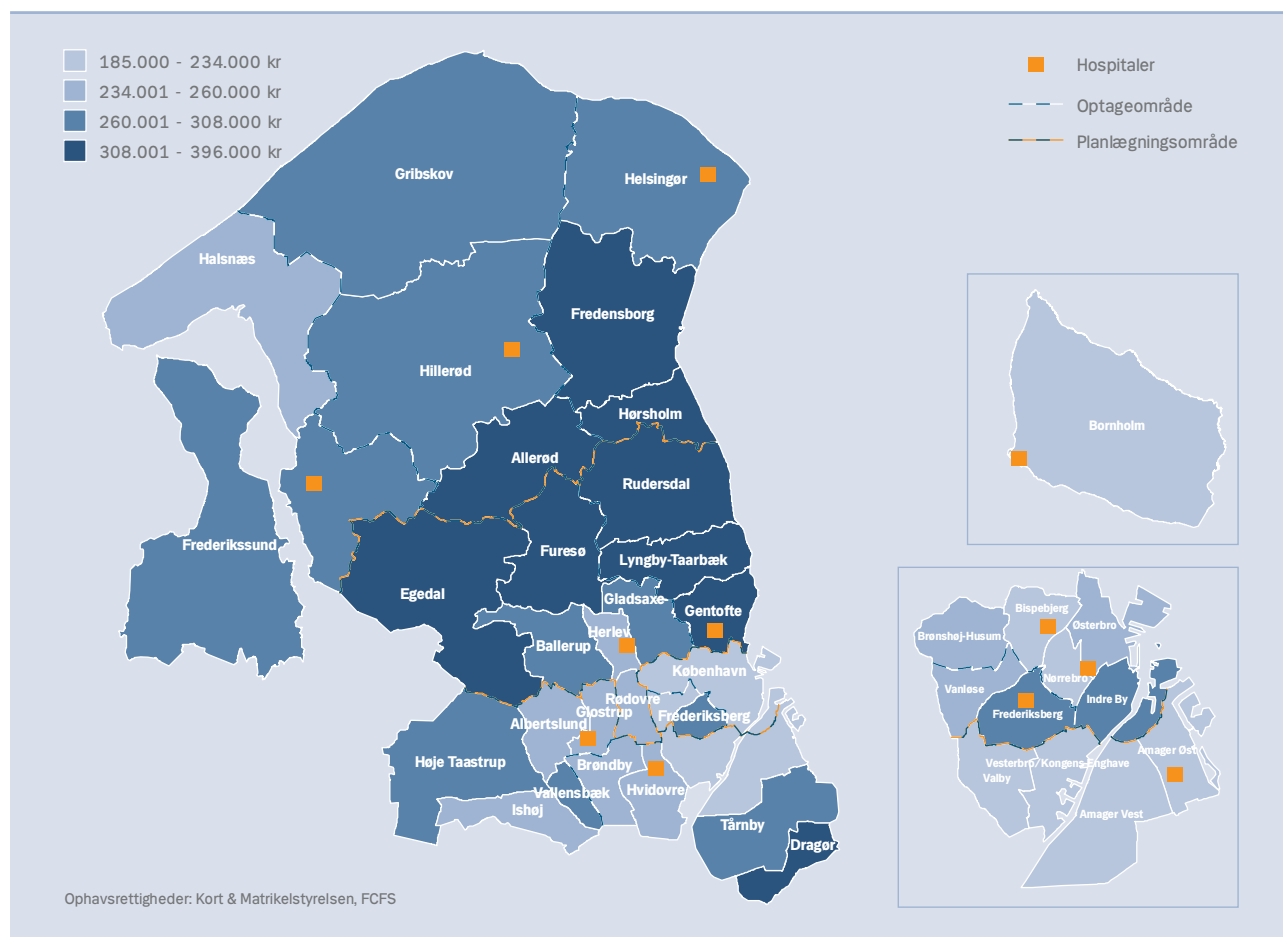 185.000 - 234.000 kr
234.001 - 260.000 kr
260.001 - 308.000 kr
308.001 - 396.000 kr
Hospitaler
Optageområde
Planlægningsområde
Gribskov
Helsingør
Halsnæs
Fredensborg
Hillerød
Hørsholm
Allerød
Rudersdal
Frederikssund
Furesø
Lyngby-Taarbæk
Egedal
Gladsaxe
Gentofte
Herlev
Ballerup
København
Rødovre
Glostrup
Frederiksberg
Albertslund
Høje Taastrup
Brøndby
Vallensbæk
Hvidovre
Ishøj
Tårnby
Dragør
Bornholm
Bispebjerg
Østerbro
Brønshøj-Husum
Nørrebro
Vanløse
Indre By
Frederiksberg
Amager Øst
Vesterbro/Kongens Enghave
Valby
Amager Vest
Ophavsrettigheder: Kort & Matrikelstyrelsen, FCFS